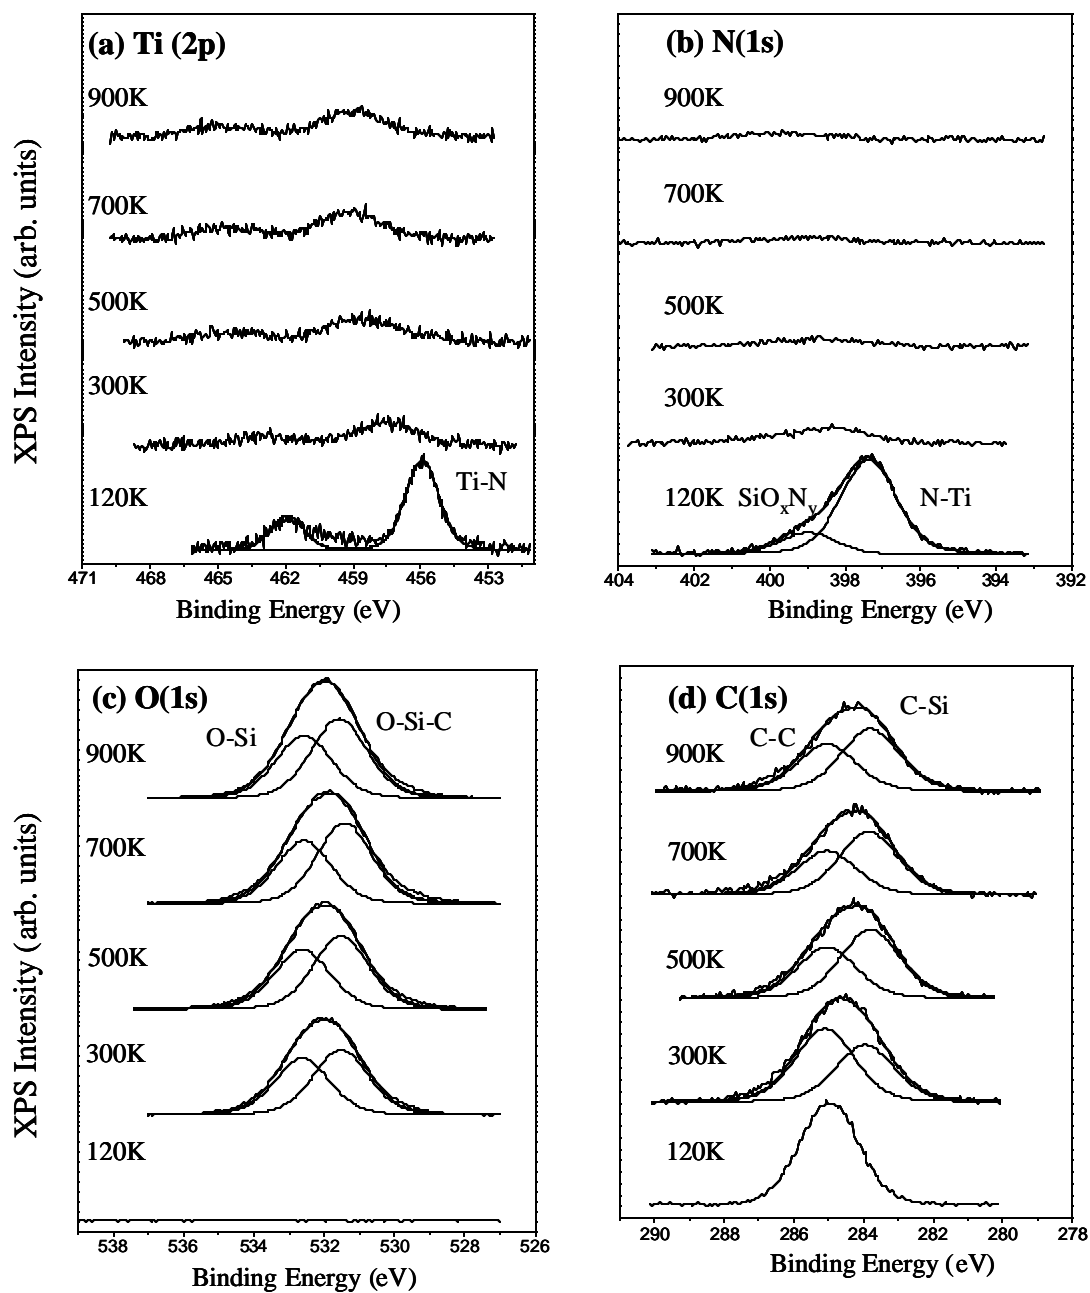 (a) Ti (2p)
900K
700K
500K
300K
120K
Ti-N
471 468 465 462 459 456 453
Binding Energy (eV)
XPS Intensity (arb. units)
(b) N(1s)
900K
700K
500K
300K
120K SiOxNy N-Ti
404 402 400 398 396 394 392
Binding Energy (eV)
(c) O(1s)
O-Si O-Si-C
900K
700K
500K
300K
120K
538 536 534 532 530 528 526
Binding Energy (eV)
XPS Intensity (arb. units)
(d) C(1s)
C-Si
C-C
900K
700K
500K
300K
120K
290 288 286 284 282 280 278
Binding Energy (eV)